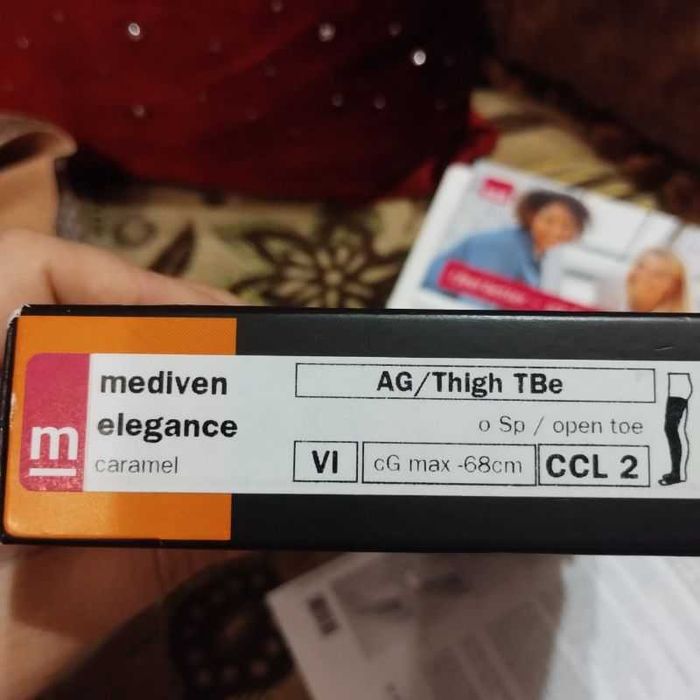 m
mediven
elegance
caramel
AG/Thigh TBe
o Sp / open toe
VI
cG max -68cm
CCL 2